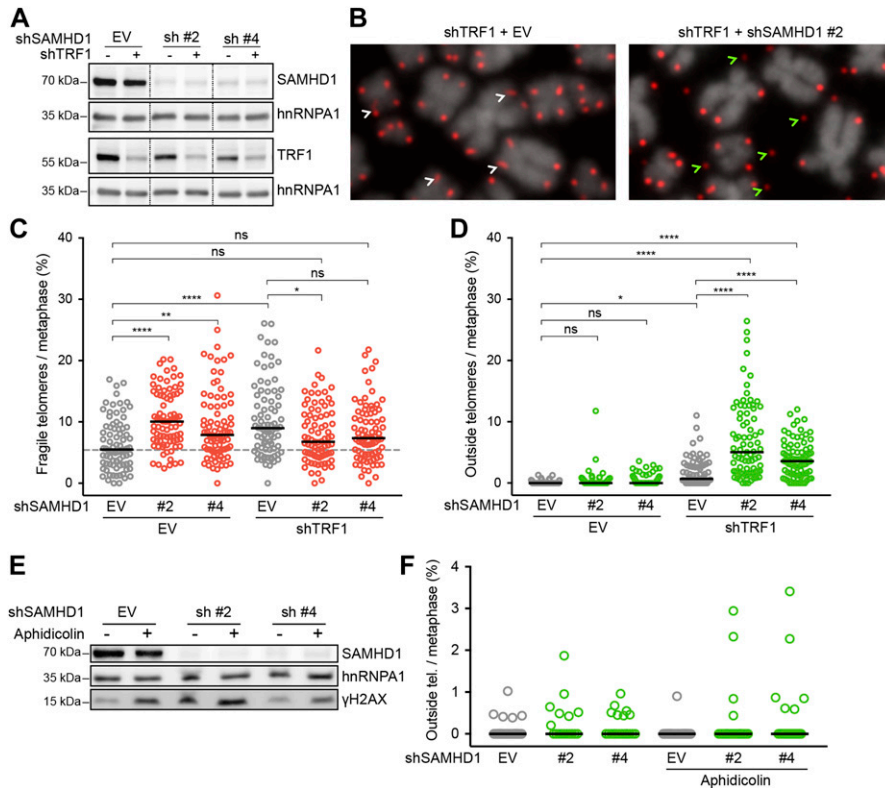 A
shSAMHD1 EV sh #2 sh #4
shTRF1 - + - + - +
70 kDa SAMHD1
35 kDa hnRNPA1
55 kDa TRF1
35 kDa hnRNPA1
B
shTRF1 + EV shTRF1 + shSAMHD1 #2
C
Fragile telomeres / metaphase (%)
40
30
20
10
0
ns
ns
ns
****
*
**
****
shSAMHD1 EV #2 #4 EV #2 #4
EV shTRF1
D
Outside telomeres / metaphase (%)
40
30
20
10
0
****
****
****
****
*
ns
ns
shSAMHD1 EV #2 #4 EV #2 #4
EV shTRF1
E
shSAMHD1 EV sh #2 sh #4
Aphidicolin - + - + - +
70 kDa SAMHD1
35 kDa hnRNPA1
15 kDa γH2AX
F
Outside tel. / metaphase (%)
4
3
2
1
0
shSAMHD1 EV #2 #4 EV #2 #4
Aphidicolin